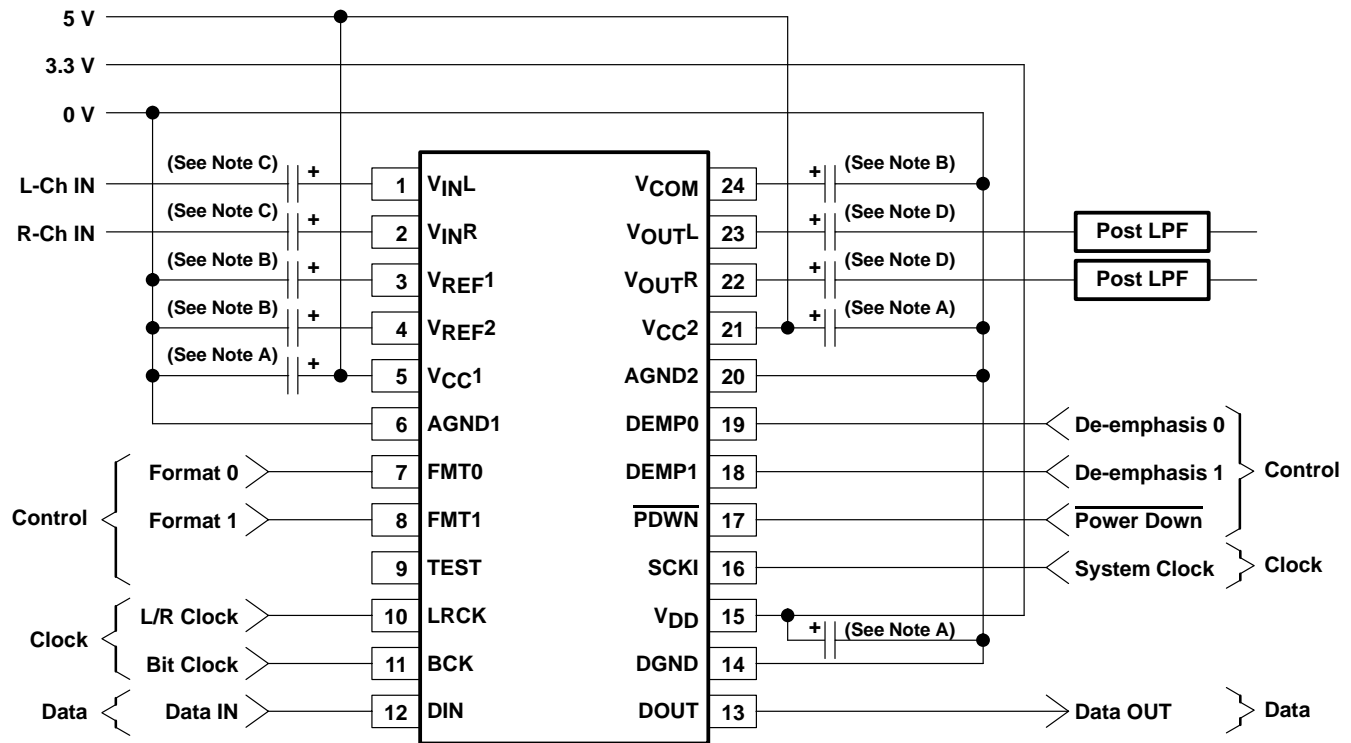 5 V
3.3 V
0 V
(See Note C) + (See Note B) +
L-Ch IN 1 VINL VCOM 24
(See Note C) + (See Note D) +
R-Ch IN 2 VINR VOUTL 23 Post LPF
(See Note B) + (See Note D) +
3 VREF1 VOUTR 22 Post LPF
(See Note B) + (See Note A) +
4 VREF2 VCC2 21
(See Note A) +
5 VCC1 AGND2 20
6 AGND1 DEMP0 19 De-emphasis 0
Format 0 7 FMT0 DEMP1 18 De-emphasis 1 Control
Control Format 1 8 FMT1 PDWN 17 Power Down
9 TEST SCKI 16 System Clock Clock
L/R Clock 10 LRCK VDD 15
Clock + (See Note A)
Bit Clock 11 BCK DGND 14
Data Data IN 12 DIN DOUT 13 Data OUT Data